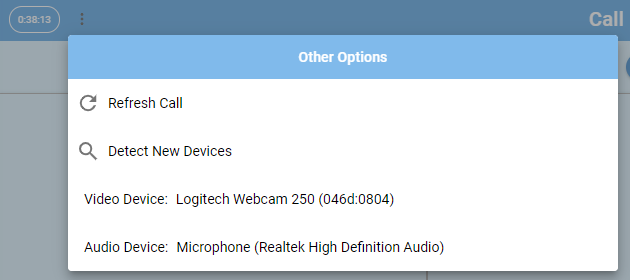 0:38:13
Call
Other Options
Refresh Call
Detect New Devices
Video Device: Logitech Webcam 250 (046d:0804)
Audio Device: Microphone (Realtek High Definition Audio)